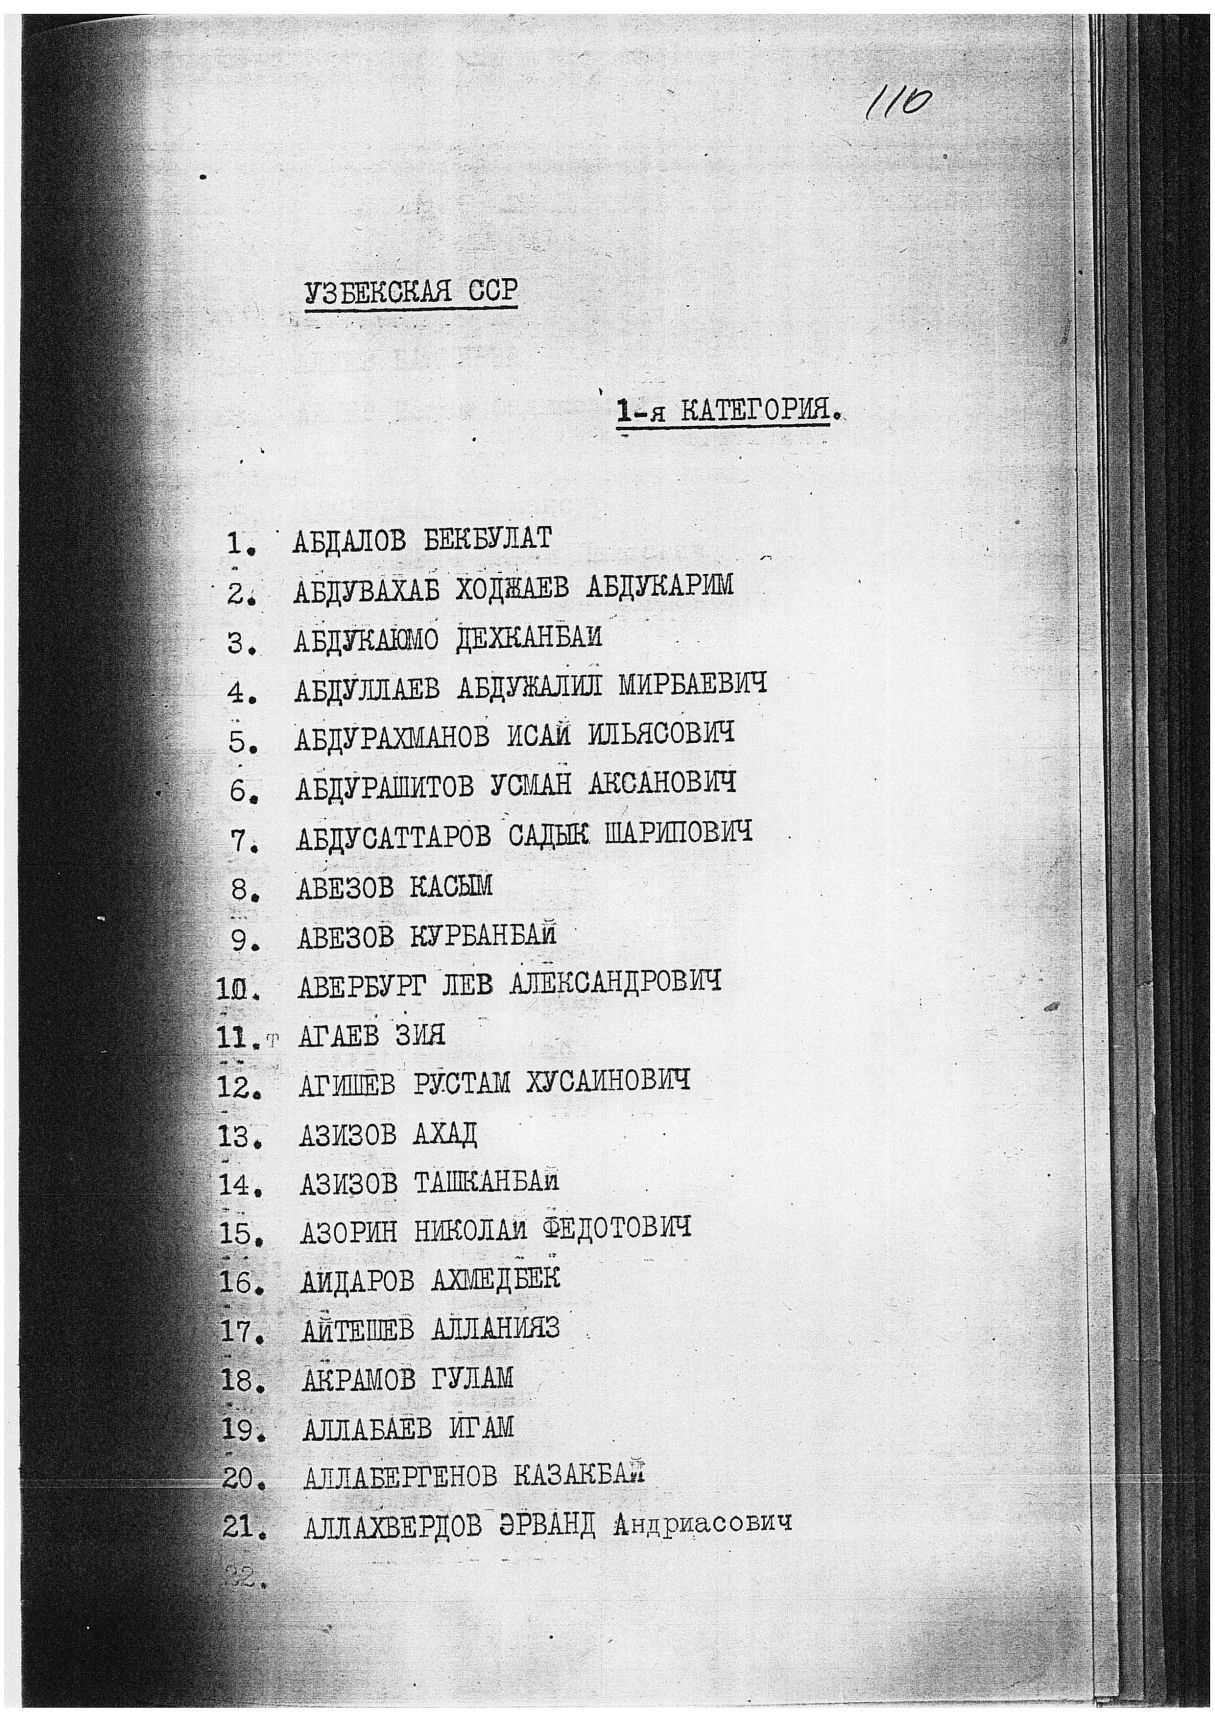 110
УЗБЕКСКАЯ ССР
1-я КАТЕГОРИЯ.
1. АБДАЛОВ БЕКБУЛАТ
2. АБДУВАХАБ ХОДЖАЕВ АБДУКАРИМ
3. АБДУКАЮМО ДЕХКАНБАИ
4. АБДУЛЛАЕВ АБДУЖАЛИЛ МИРБАЕВИЧ
5. АБДУРАХМАНОВ ИСАЙ ИЛЬЯСОВИЧ
6. АБДУРАШИТОВ УСМАН АКСАНОВИЧ
7. АБДУСАТТАРОВ САДЫК ШАРИПОВИЧ
8. АВЕЗОВ КАСЫМ
9. АВЕЗОВ КУРБАНБАЙ
10. АВЕРБУРГ ЛЕВ АЛЕКСАНДРОВИЧ
11. АГАЕВ ЗИЯ
12. АГИШЕВ РУСТАМ ХУСАИНОВИЧ
13. АЗИЗОВ АХАД
14. АЗИЗОВ ТАШКАНБАЙ
15. АЗОРИН НИКОЛАЙ ФЕДОТОВИЧ
16. АИДАРОВ АХМЕДБЕК
17. АЙТЕШЕВ АЛЛАНИЯЗ
18. АКРАМОВ ГУЛАМ
19. АЛЛАБАЕВ ИГАМ
20. АЛЛАБЕРГЕНОВ КАЗАКБАЙ
21. АЛЛАХВЕРДОВ ЭРВАНД Андриасович
22.